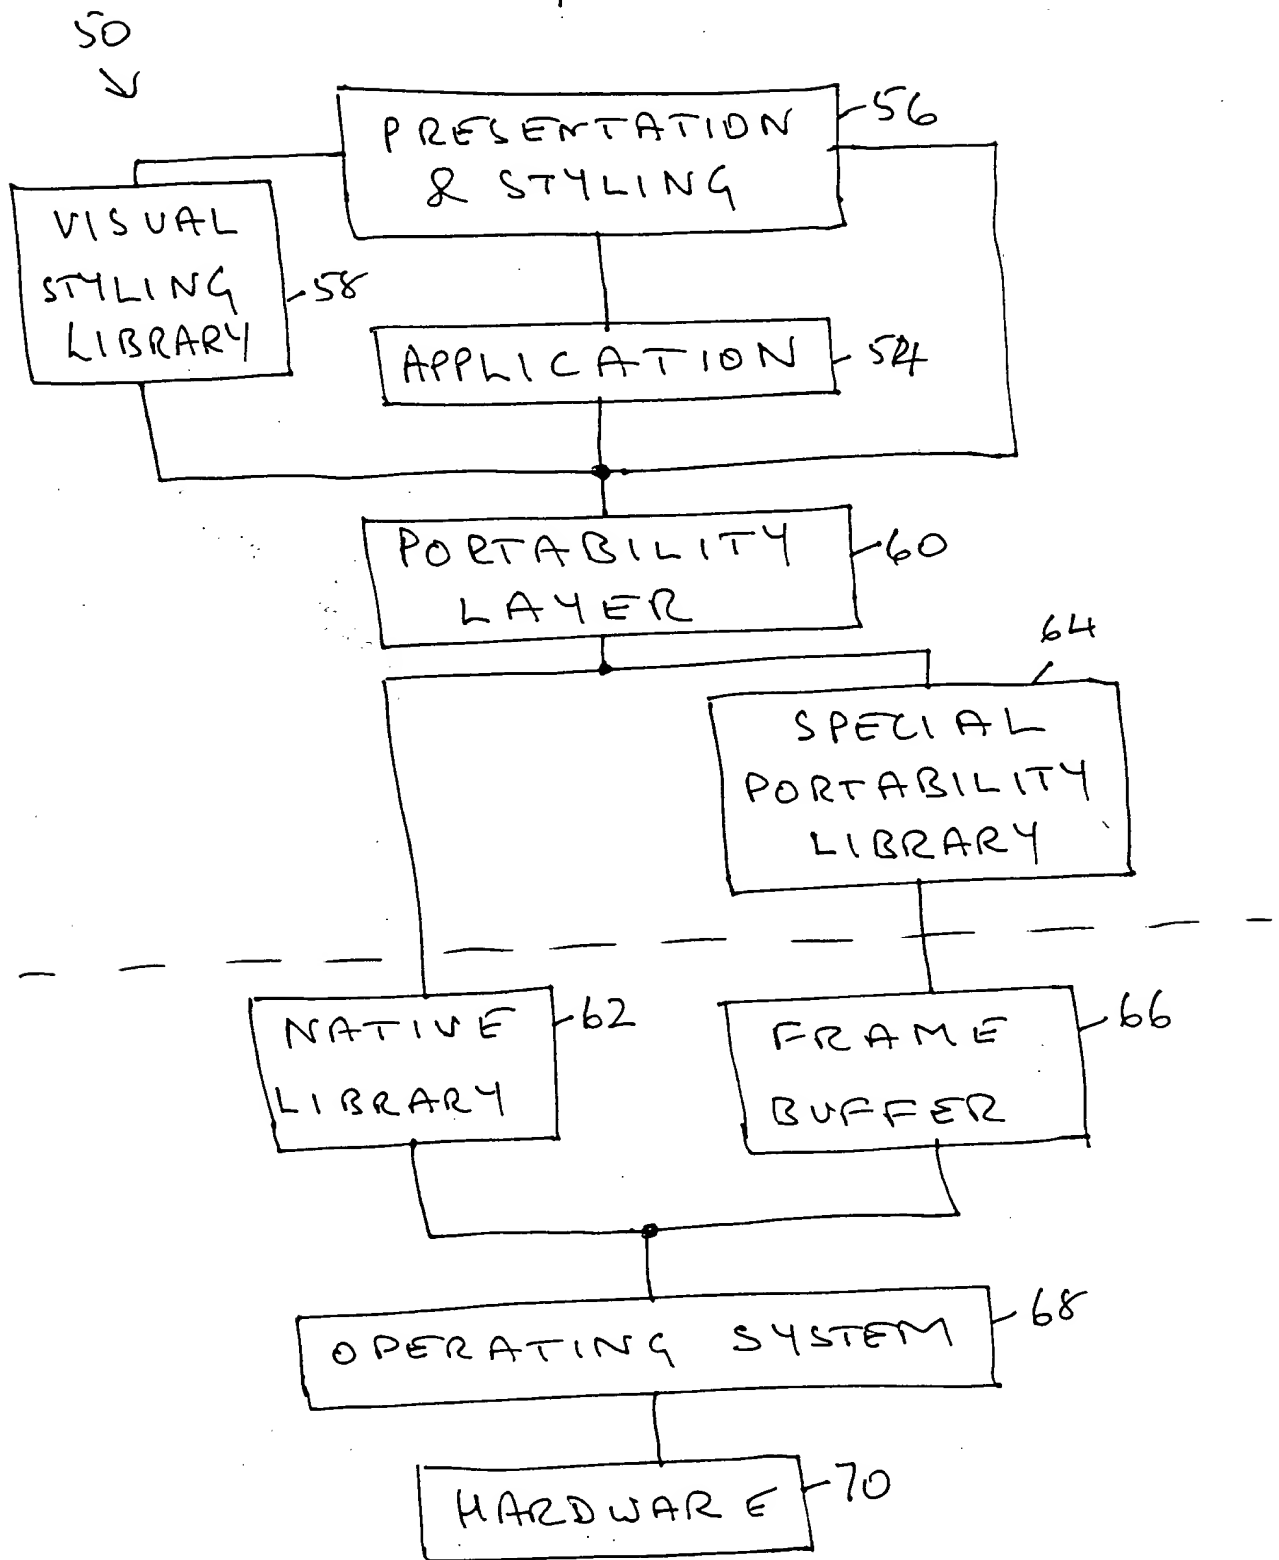 50
PRESENTATION
& STYLING
56
VISUAL
STYLING
LIBRARY
58
APPLICATION
54
PORTABILITY
LAYER
60
64
SPECIAL
PORTABILITY
LIBRARY
NATIVE
LIBRARY
62
FRAME
BUFFER
66
OPERATING SYSTEM
68
HARDWARE
70